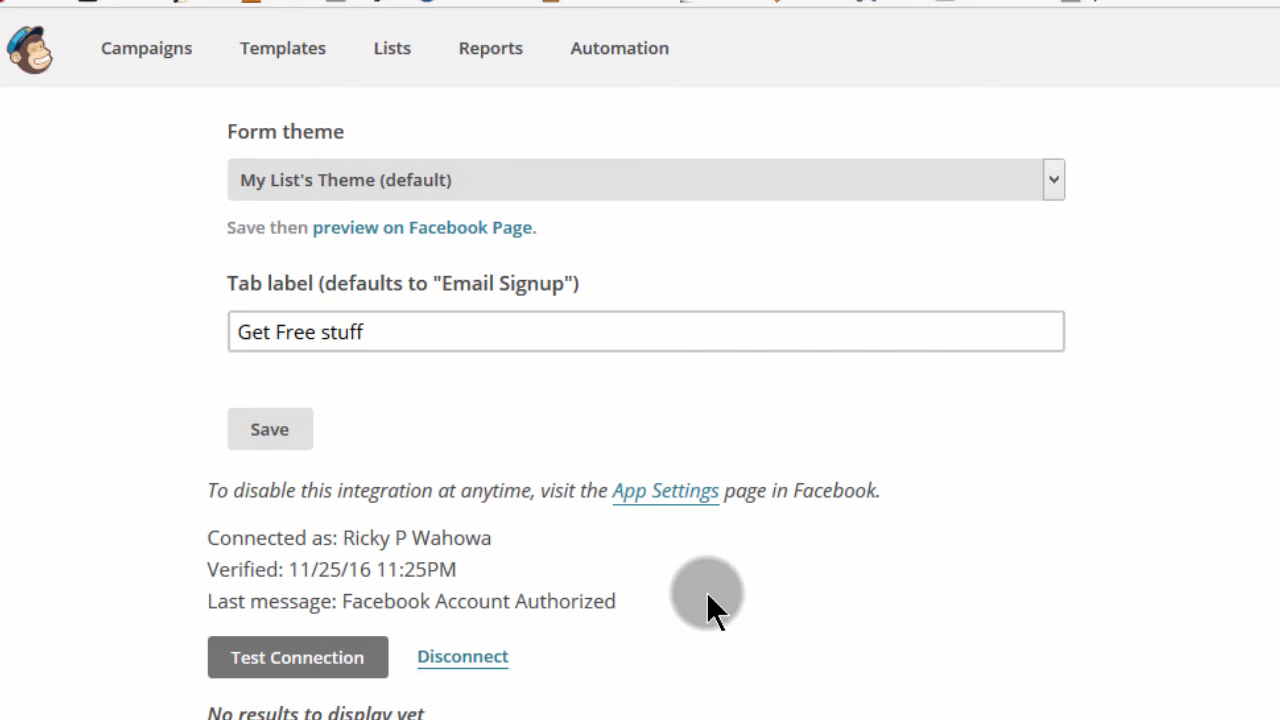 Campaigns Templates Lists Reports Automation
Form theme
My List's Theme (default)
Save then preview on Facebook Page.
Tab label (defaults to "Email Signup")
Get Free stuff
Save
To disable this integration at anytime, visit the App Settings page in Facebook.
Connected as: Ricky P Wahowa
Verified: 11/25/16 11:25PM
Last message: Facebook Account Authorized
Test Connection Disconnect
No results to display yet